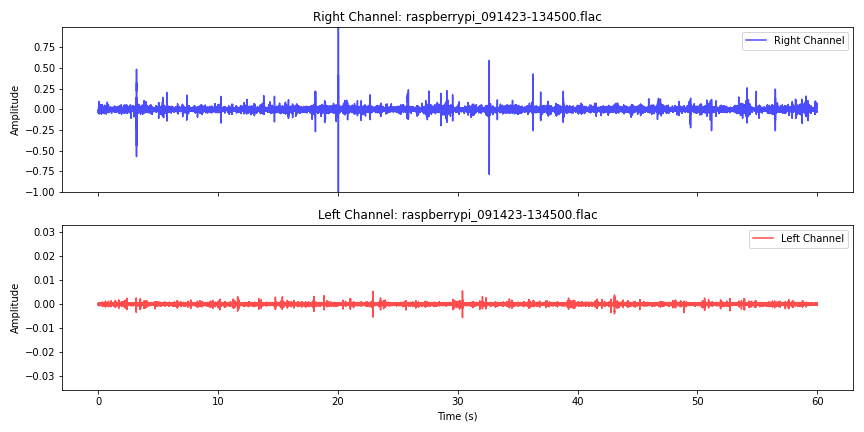 Right Channel: raspberrypi_091423-134500.flac
Right Channel
Amplitude
0.75
0.50
0.25
0.00
−0.25
−0.50
−0.75
−1.00
Left Channel: raspberrypi_091423-134500.flac
Left Channel
Amplitude
0.03
0.02
0.01
0.00
−0.01
−0.02
−0.03
0 10 20 30 40 50 60
Time (s)